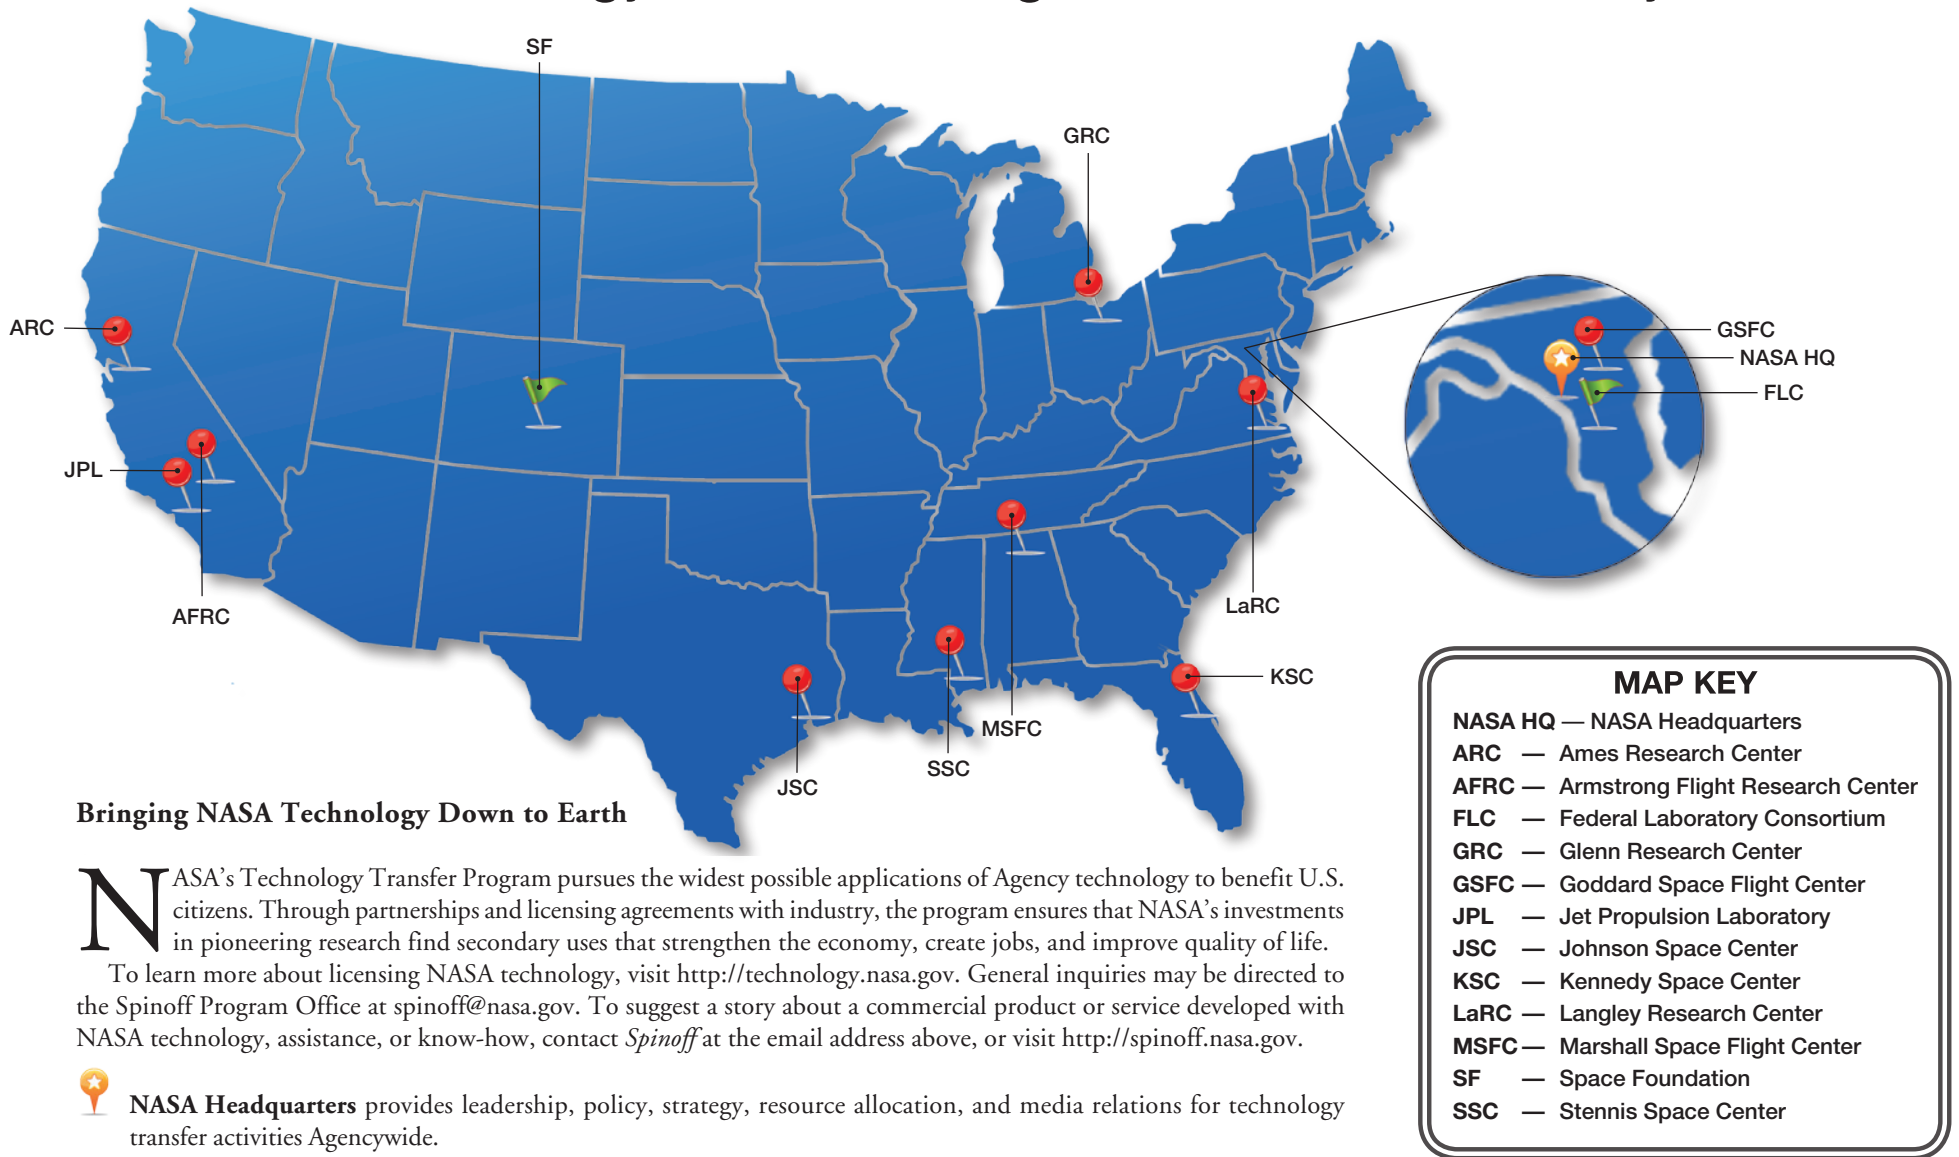 SF
GRC
ARC
GSFC
NASA HQ
FLC
JPL
AFRC
LaRC
KSC
MSFC
SSC
JSC
Bringing NASA Technology Down to Earth
NASA’s Technology Transfer Program pursues the widest possible applications of Agency technology to benefit U.S.
citizens. Through partnerships and licensing agreements with industry, the program ensures that NASA’s investments
in pioneering research find secondary uses that strengthen the economy, create jobs, and improve quality of life.
To learn more about licensing NASA technology, visit http://technology.nasa.gov. General inquiries may be directed to
the Spinoff Program Office at spinoff@nasa.gov. To suggest a story about a commercial product or service developed with
NASA technology, assistance, or know-how, contact Spinoff at the email address above, or visit http://spinoff.nasa.gov.
NASA Headquarters provides leadership, policy, strategy, resource allocation, and media relations for technology
transfer activities Agencywide.
MAP KEY
NASA HQ — NASA Headquarters
ARC — Ames Research Center
AFRC — Armstrong Flight Research Center
FLC — Federal Laboratory Consortium
GRC — Glenn Research Center
GSFC — Goddard Space Flight Center
JPL — Jet Propulsion Laboratory
JSC — Johnson Space Center
KSC — Kennedy Space Center
LaRC — Langley Research Center
MSFC — Marshall Space Flight Center
SF — Space Foundation
SSC — Stennis Space Center